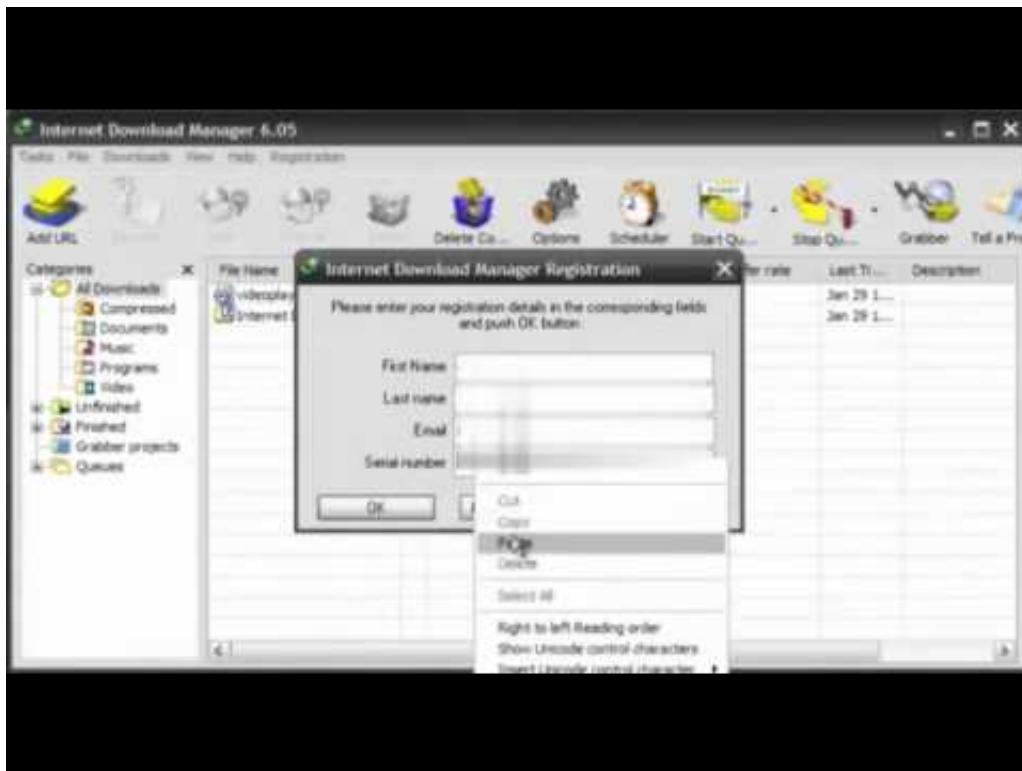 Internet Download Manager 6.05
Tasks File Downloads View Help Registration
Add URL
Delete Co...
Options
Scheduler
Start Qu...
Stop Qu...
Grabber
Tell a Fr
Categories
File Name
fer rate
Last Tr...
Description
All Downloads
Compressed
Documents
Music
Programs
Video
Unfinished
Finished
Grabber projects
Queues
videoplay
Jan 29 1...
Internet
Jan 29 1...
Internet Download Manager Registration
Please enter your registration details in the corresponding fields
and push OK button.
First Name
Last name
Email
Serial number
OK
Cut
Copy
Paste
Delete
Select All
Right to left Reading order
Show Unicode control characters
Insert Unicode control character